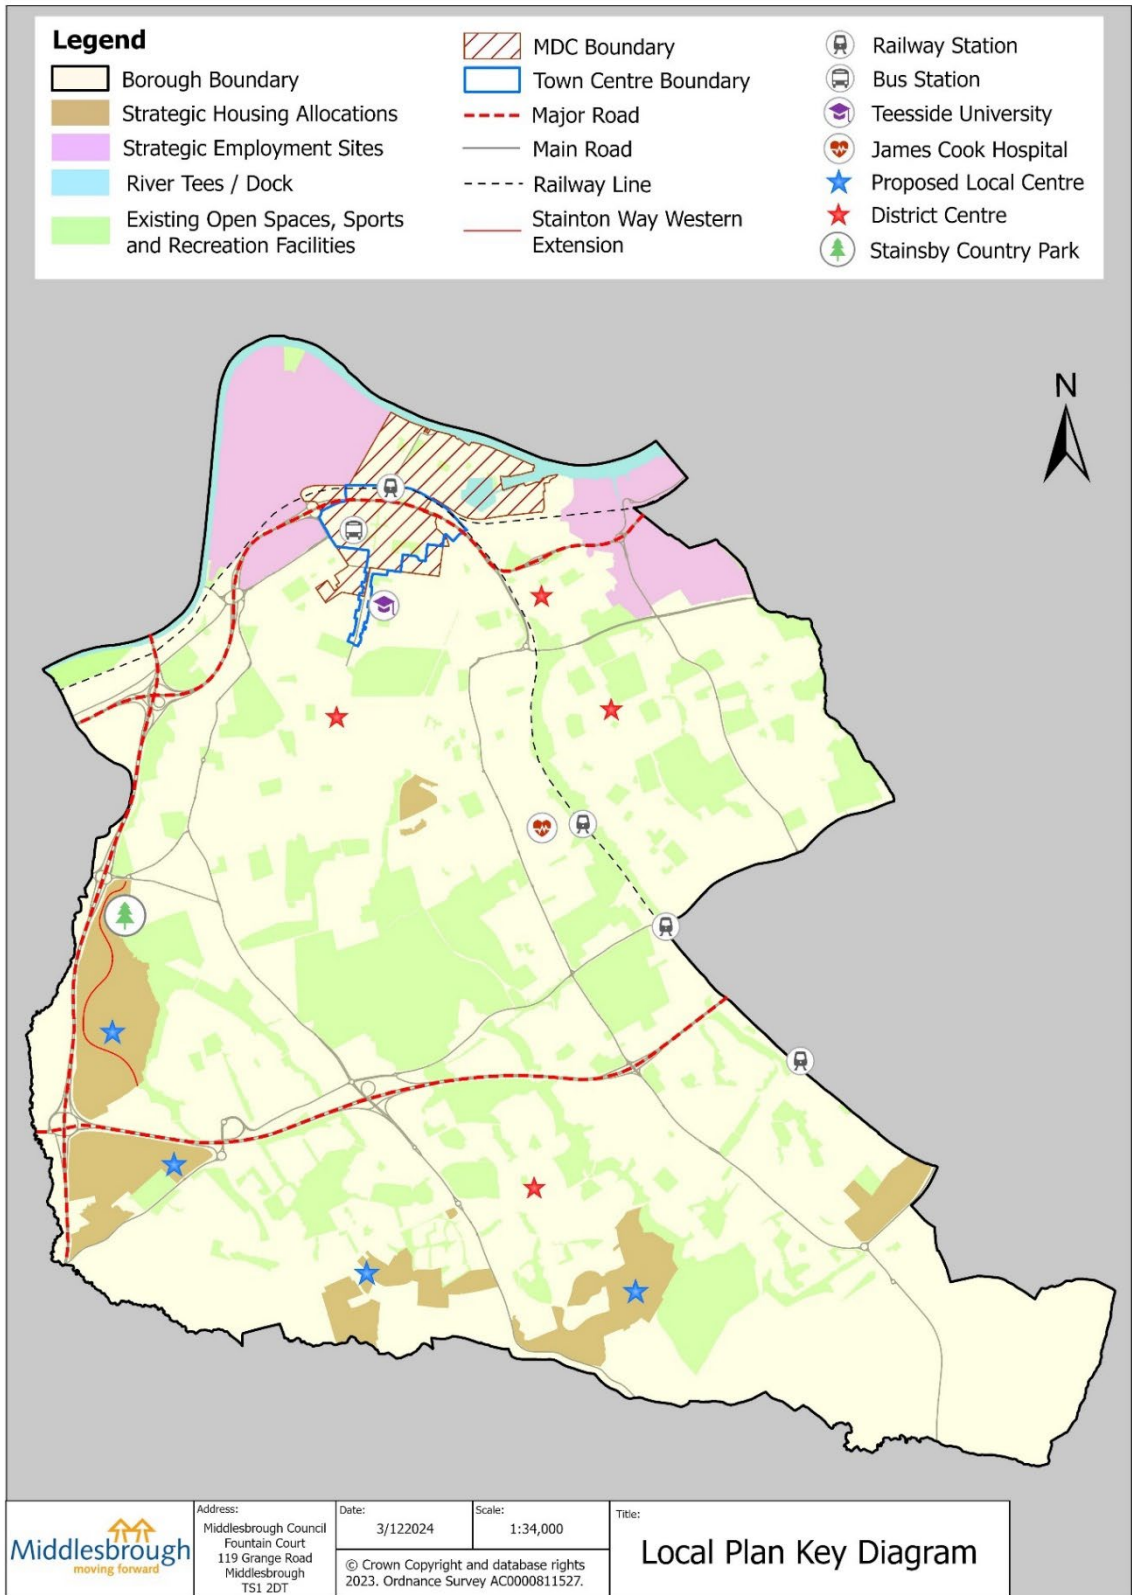 Legend
Borough Boundary
Strategic Housing Allocations
Strategic Employment Sites
River Tees / Dock
Existing Open Spaces, Sports
and Recreation Facilities
MDC Boundary
Town Centre Boundary
Major Road
Main Road
Railway Line
Stainton Way Western
Extension
Railway Station
Bus Station
Teesside University
James Cook Hospital
Proposed Local Centre
District Centre
Stainsby Country Park
N
Middlesbrough
moving forward
Address:
Middlesbrough Council
Fountain Court
119 Grange Road
Middlesbrough
TS1 2DT
Date:
3/122024
Scale:
1:34,000
© Crown Copyright and database rights
2023. Ordnance Survey AC0000811527.
Title:
Local Plan Key Diagram